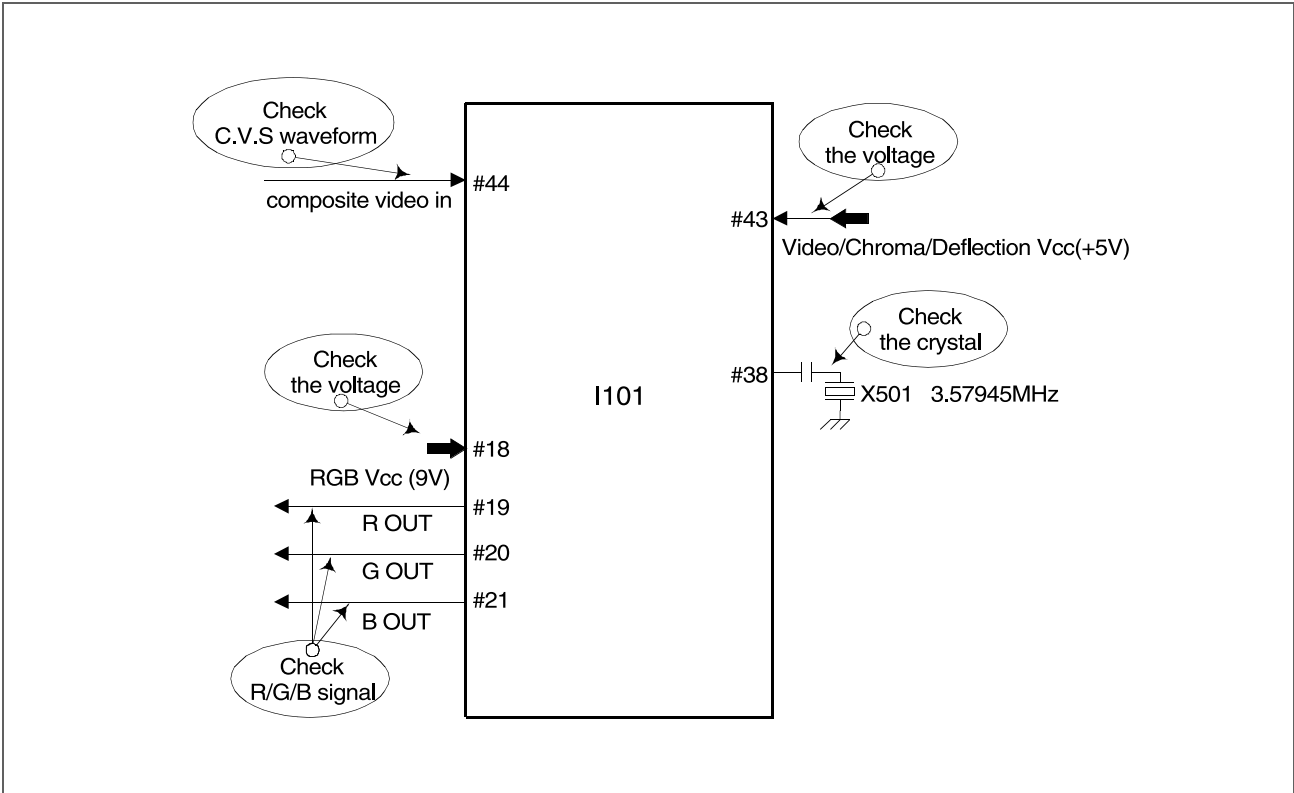 Check
C.V.S waveform
composite video in
#44
Check
the voltage
#43
Video/Chroma/Deflection Vcc(+5V)
Check
the crystal
#38
X501 3.57945MHz
I101
Check
the voltage
#18
RGB Vcc (9V)
#19
R OUT
#20
G OUT
#21
B OUT
Check
R/G/B signal